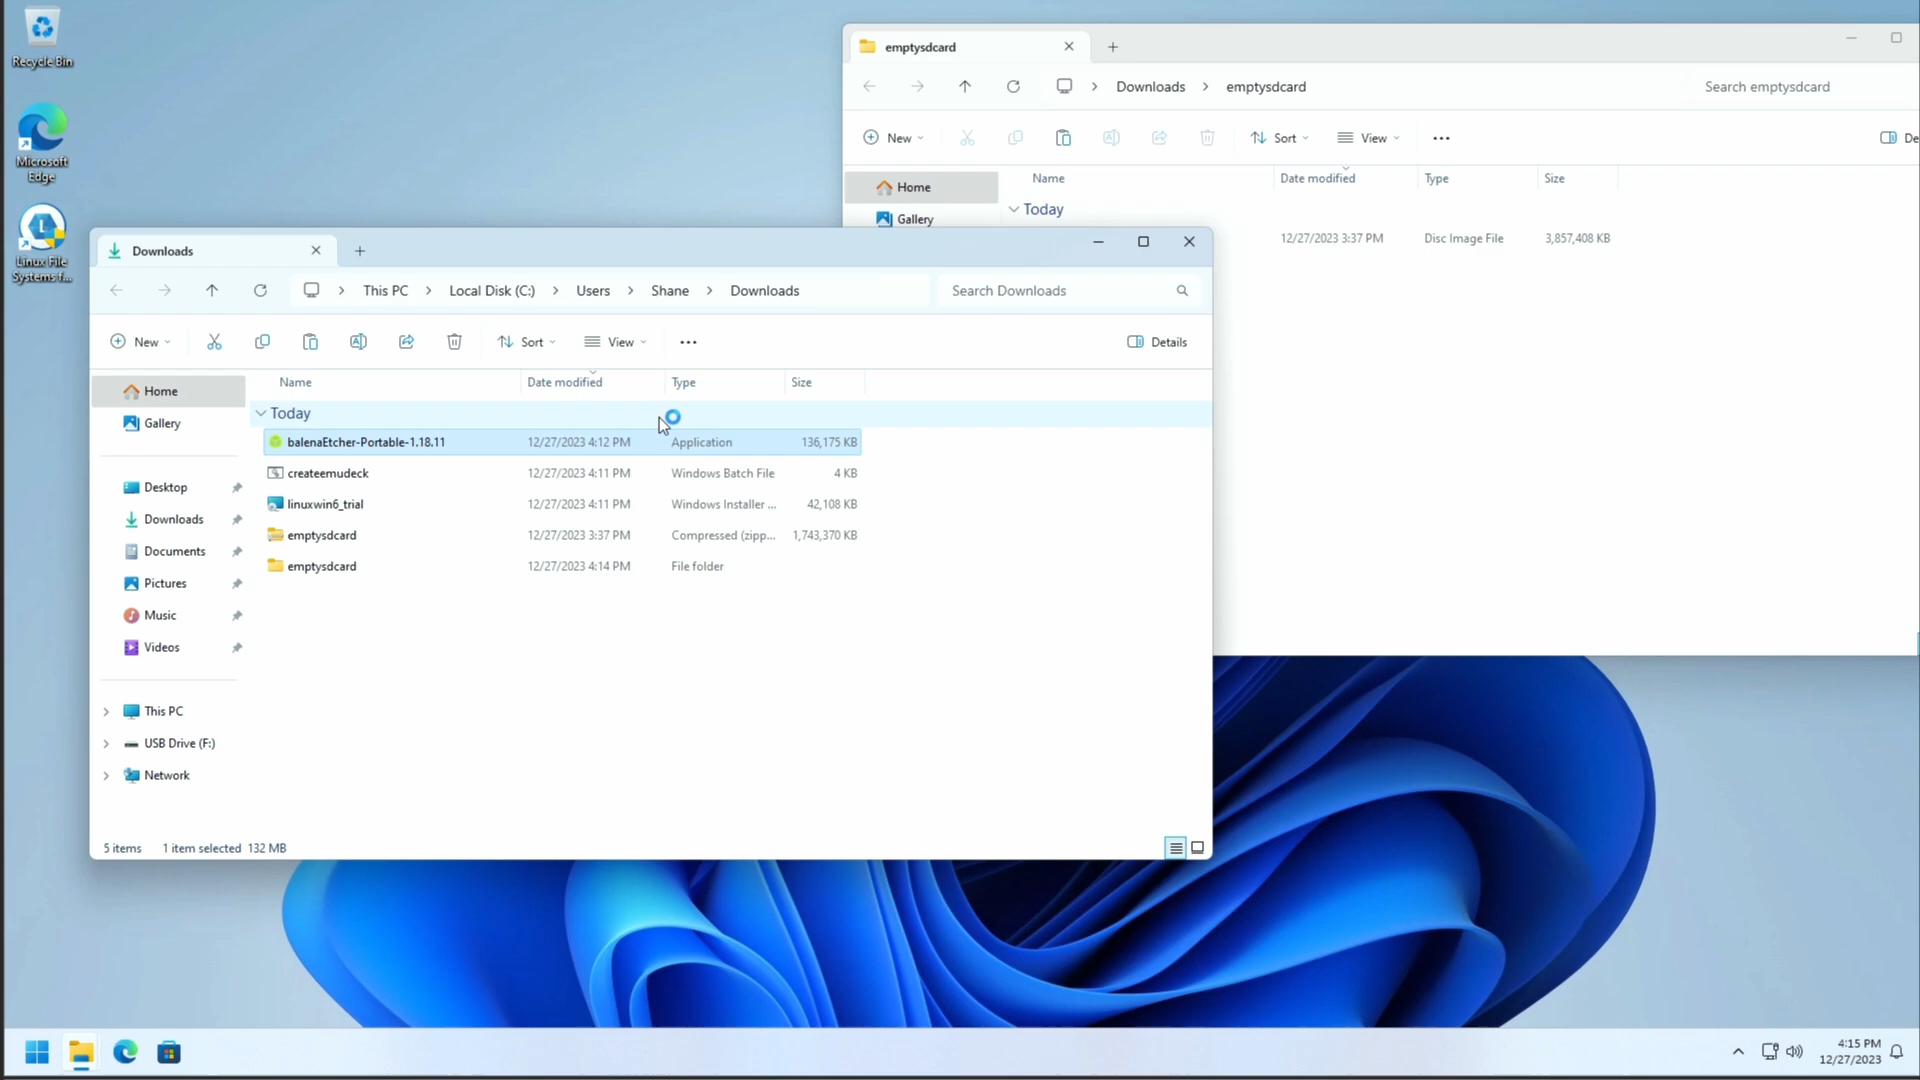 Recycle Bin
Microsoft
Edge
Linux File
Systems f...
emptysdcard
Downloads
emptysdcard
Search emptysdcard
New
Sort
View
De
Home
Name
Date modified
Type
Size
Gallery
Today
12/27/2023 3:37 PM
Disc Image File
3,857,408 KB
Downloads
This PC
Local Disk (C:)
Users
Shane
Downloads
Search Downloads
New
Sort
View
Details
Home
Gallery
Desktop
Downloads
Documents
Pictures
Music
Videos
This PC
USB Drive (F:)
Network
Name
Date modified
Type
Size
Today
balenaEtcher-Portable-1.18.11
12/27/2023 4:12 PM
Application
136,175 KB
createemudeck
12/27/2023 4:11 PM
Windows Batch File
4 KB
linuxwin6_trial
12/27/2023 4:11 PM
Windows Installer ...
42,108 KB
emptysdcard
12/27/2023 3:37 PM
Compressed (zipp...
1,743,370 KB
emptysdcard
12/27/2023 4:14 PM
File folder
5 items
1 item selected 132 MB
4:15 PM
12/27/2023